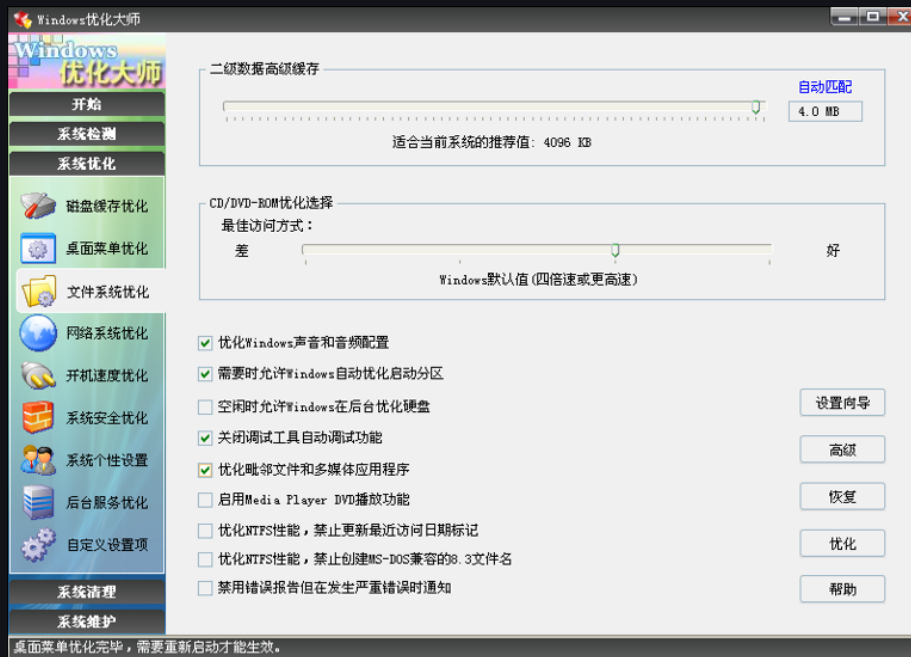 Windows优化大师
Windows
优化大师
开始
系统检测
系统优化
磁盘缓存优化
桌面菜单优化
文件系统优化
网络系统优化
开机速度优化
系统安全优化
系统个性设置
后台服务优化
自定义设置项
系统清理
系统维护
二级数据高级缓存
自动匹配
4.0 MB
适合当前系统的推荐值: 4096 KB
CD/DVD-ROM优化选择
最佳访问方式：
差
好
Windows默认值(四倍速或更高速)
优化Windows声音和音频配置
需要时允许Windows自动优化启动分区
空闲时允许Windows在后台优化硬盘
关闭调试工具自动调试功能
优化毗邻文件和多媒体应用程序
启用Media Player DVD播放功能
优化NTFS性能，禁止更新最近访问日期标记
优化NTFS性能，禁止创建MS-DOS兼容的8.3文件名
禁用错误报告但在发生严重错误时通知
设置向导
高级
恢复
优化
帮助
桌面菜单优化完毕，需要重新启动才能生效。